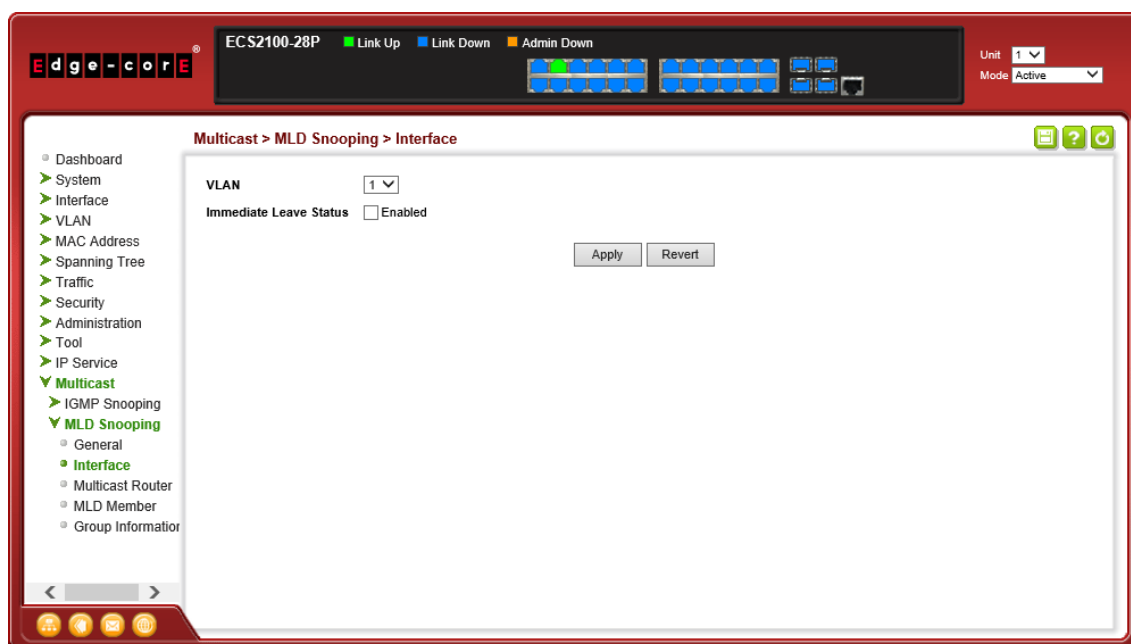 Edge-corE®
ECS2100-28P Link Up Link Down Admin Down
Unit 1
Mode Active
Multicast > MLD Snooping > Interface
Dashboard
System
Interface
VLAN
MAC Address
Spanning Tree
Traffic
Security
Administration
Tool
IP Service
Multicast
IGMP Snooping
MLD Snooping
General
Interface
Multicast Router
MLD Member
Group Information
VLAN 1
Immediate Leave Status Enabled
Apply Revert